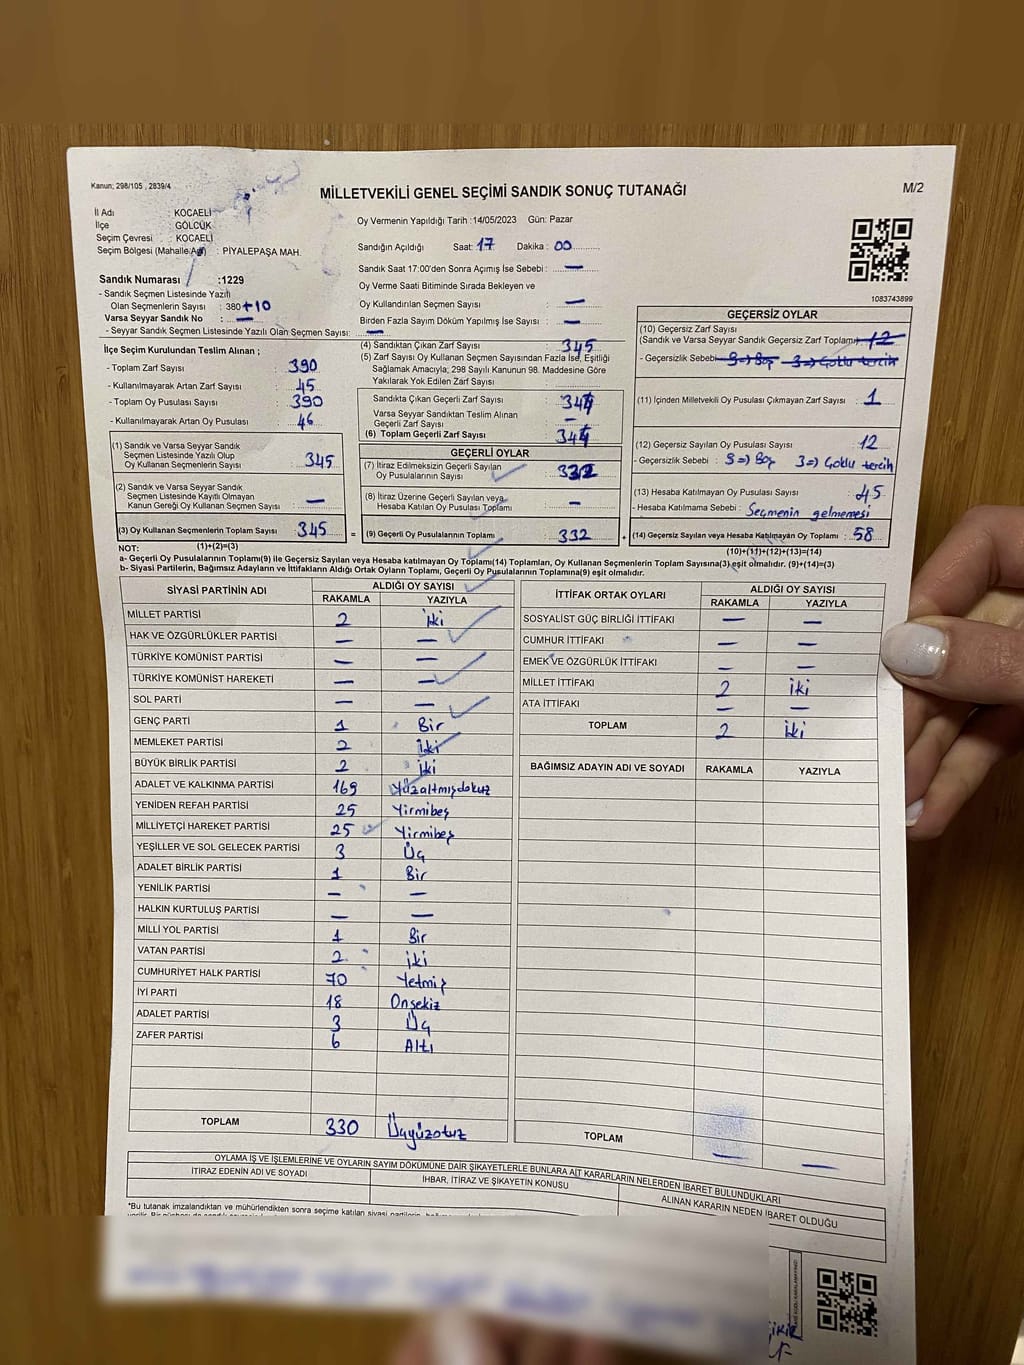 Kanun; 298/105 , 2839/4
MİLLETVEKİLİ GENEL SEÇİMİ SANDIK SONUÇ TUTANAĞI
M/2
İl Adı : KOCAELİ
İlçe : GÖLCÜK
Seçim Çevresi : KOCAELİ
Seçim Bölgesi (Mahalle/ : PİYALEPAŞA MAH.
Oy Vermenin Yapıldığı Tarih :14/05/2023 Gün: Pazar
Sandığın Açıldığı Saat: 17 Dakika : 00
Sandık Saat 17:00'den Sonra Açımış İse Sebebi : —
Oy Verme Saati Bitiminde Sırada Bekleyen ve
Oy Kullandırılan Seçmen Sayısı : —
Birden Fazla Sayım Döküm Yapılmış İse Sayısı : —
1083743899
Sandık Numarası :1229
- Sandık Seçmen Listesinde Yazılı
Olan Seçmenlerin Sayısı : 380+10
Varsa Seyyar Sandık No : —
- Seyyar Sandık Seçmen Listesinde Yazılı Olan Seçmen Sayısı: —
İlçe Seçim Kurulundan Teslim Alınan ;
- Toplam Zarf Sayısı : 390
- Kullanılmayarak Artan Zarf Sayısı : 45
- Toplam Oy Pusulası Sayısı : 390
- Kullanılmayarak Artan Oy Pusulası : 46
(1) Sandık ve Varsa Seyyar Sandık
Seçmen Listesinde Yazılı Olup
Oy Kullanan Seçmenlerin Sayısı : 345
(2) Sandık ve Varsa Seyyar Sandık
Seçmen Listesinde Kayıtlı Olmayan
Kanun Gereği Oy Kullanan Seçmen Sayısı : —
(3) Oy Kullanan Seçmenlerin Toplam Sayısı : 345
(1)+(2)=(3)
(4) Sandıktan Çıkan Zarf Sayısı : 345
(5) Zarf Sayısı Oy Kullanan Seçmen Sayısından Fazla İse, Eşitliği
Sağlamak Amacıyla; 298 Sayılı Kanunun 98. Maddesine Göre
Yakılarak Yok Edilen Zarf Sayısı :
Sandıkta Çıkan Geçerli Zarf Sayısı : 344
Varsa Seyyar Sandıktan Teslim Alınan
Geçerli Zarf Sayısı : —
(6) Toplam Geçerli Zarf Sayısı : 344
GEÇERLİ OYLAR
(7) İtiraz Edilmeksizin Geçerli Sayılan
Oy Pusulalarının Sayısı : 332
(8) İtiraz Üzerine Geçerli Sayılan veya
Hesaba Katılan Oy Pusulası Toplamı : —
= (9) Geçerli Oy Pusulalarının Toplamı : 332 +
GEÇERSİZ OYLAR
(10) Geçersiz Zarf Sayısı
(Sandık ve Varsa Seyyar Sandık Geçersiz Zarf Toplamı) : 12
- Geçersizlik Sebebi : 9=) Boş 3=) Çoklu tercih
(11) İçinden Milletvekili Oy Pusulası Çıkmayan Zarf Sayısı : 1
(12) Geçersiz Sayılan Oy Pusulası Sayısı : 12
- Geçersizlik Sebebi : 9=) Boş 3=) Çoklu tercih
(13) Hesaba Katılmayan Oy Pusulası Sayısı : 45
- Hesaba Katılmama Sebebi : Seçmenin gelmemesi
(14) Geçersiz Sayılan veya Hesaba Katılmayan Oy Toplamı : 58
(10)+(11)+(12)+(13)=(14)
NOT:
a- Geçerli Oy Pusulalarının Toplamı(9) ile Geçersiz Sayılan veya Hesaba Katılmayan Oy Toplamı(14) Toplamları, Oy Kullanan Seçmenlerin Toplam Sayısına(3) eşit olmalıdır. (9)+(14)=(3)
b- Siyasi Partilerin, Bağımsız Adayların ve İttifakların Aldığı Ortak Oyların Toplamı, Geçerli Oy Pusulalarının Toplamına(9) eşit olmalıdır.
SİYASİ PARTİNİN ADI ALDIĞI OY SAYISI
RAKAMLA YAZIYLA
MİLLET PARTİSİ 2 İki
HAK VE ÖZGÜRLÜKLER PARTİSİ — —
TÜRKİYE KOMÜNİST PARTİSİ — —
TÜRKİYE KOMÜNİST HAREKETİ — —
SOL PARTİ — —
GENÇ PARTİ 1 Bir
MEMLEKET PARTİSİ 2 İki
BÜYÜK BİRLİK PARTİSİ 2 İki
ADALET VE KALKINMA PARTİSİ 169 Yüzaltmışdokuz
YENİDEN REFAH PARTİSİ 25 Yirmibeş
MİLLİYETÇİ HAREKET PARTİSİ 25 Yirmibeş
YEŞİLLER VE SOL GELECEK PARTİSİ 3 Üç
ADALET BİRLİK PARTİSİ 1 Bir
YENİLİK PARTİSİ — —
HALKIN KURTULUŞ PARTİSİ — —
MİLLİ YOL PARTİSİ 1 Bir
VATAN PARTİSİ 2 iki
CUMHURİYET HALK PARTİSİ 70 Yetmiş
İYİ PARTİ 18 Onsekiz
ADALET PARTİSİ 3 Üç
ZAFER PARTİSİ 6 Altı
TOPLAM 330 Üçyüzotuz
İTTİFAK ORTAK OYLARI ALDIĞI OY SAYISI
RAKAMLA YAZIYLA
SOSYALİST GÜÇ BİRLİĞİ İTTİFAKI — —
CUMHUR İTTİFAKI — —
EMEK VE ÖZGÜRLÜK İTTİFAKI — —
MİLLET İTTİFAKI 2 iki
ATA İTTİFAKI — —
TOPLAM 2 iki
BAĞIMSIZ ADAYIN ADI VE SOYADI RAKAMLA YAZIYLA
TOPLAM — —
OYLAMA İŞ VE İŞLEMLERİNE VE OYLARIN SAYIM DÖKÜMÜNE DAİR ŞİKAYETLERLE BUNLARA AİT KARARLARIN NELERDEN İBARET BULUNDUKLARI
İTİRAZ EDENİN ADI VE SOYADI İHBAR, İTİRAZ VE ŞİKAYETİN KONUSU ALINAN KARARIN NEDEN İBARET OLDUĞU
*Bu tutanak imzalandıktan ve mühürlendikten sonra seçime katılan siyasi partilerin,